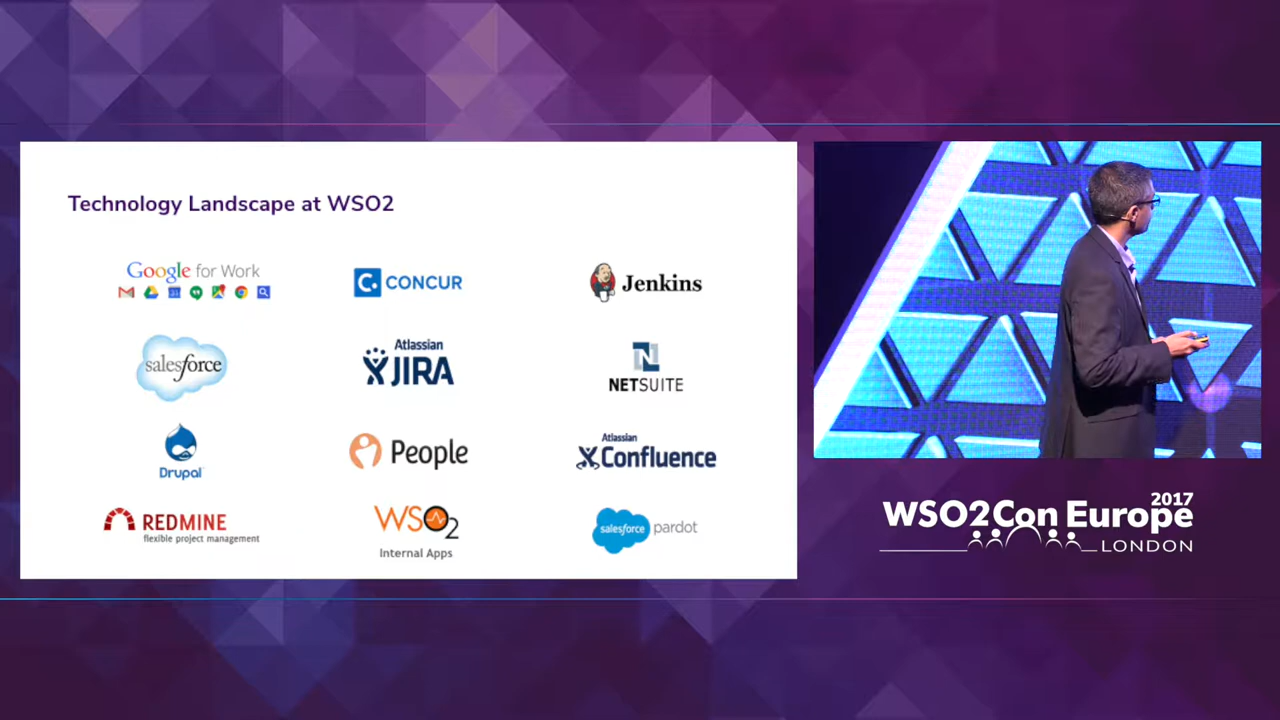 Technology Landscape at WSO2
Google for Work
CONCUR
Jenkins
salesforce
Atlassian
JIRA
NETSUITE
Drupal
People
Atlassian
Confluence
REDMINE
flexible project management
WSO2
Internal Apps
salesforce pardot
2017
WSO2Con Europe
LONDON